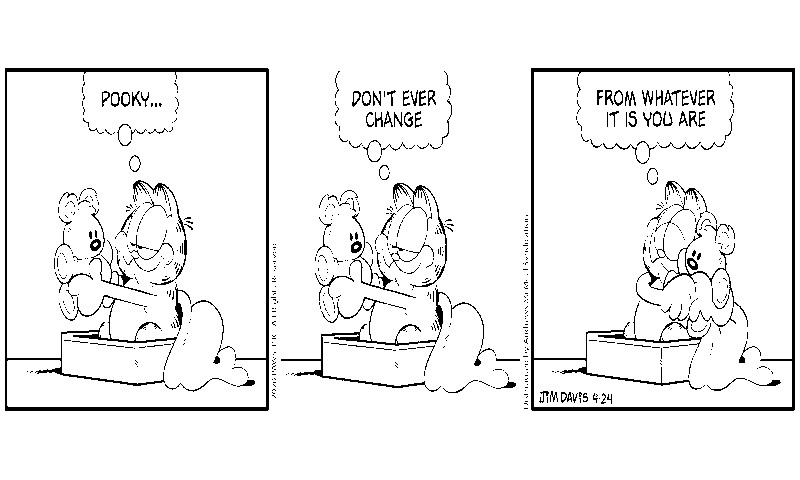 POOKY...
DON'T EVER
CHANGE
FROM WHATEVER
IT IS YOU ARE
JIM DAVIS 4·24